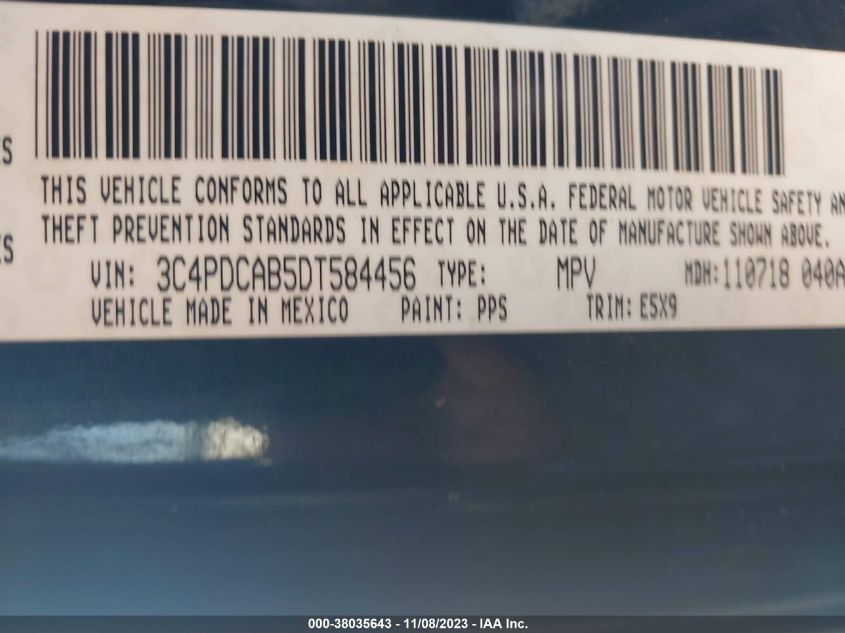 THIS VEHICLE CONFORMS TO ALL APPLICABLE U.S.A. FEDERAL MOTOR VEHICLE SAFETY AN
THEFT PREVENTION STANDARDS IN EFFECT ON THE DATE OF MANUFACTURE SHOWN ABOVE.
VIN: 3C4PDCAB5DT584456 TYPE: MPV MDH: 110718 040A
VEHICLE MADE IN MEXICO PAINT: PPS TRIM: E5X9
000-38035643 - 11/08/2023 - IAA Inc.